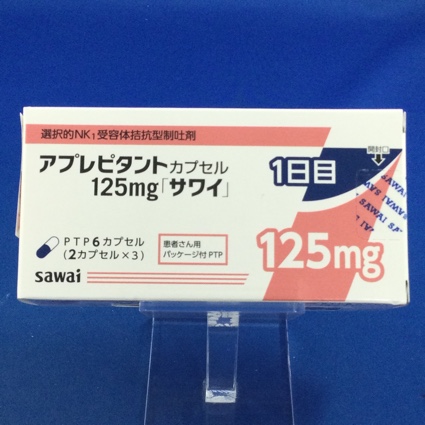 選択的NK₁受容体拮抗型制吐剤
アプレピタントカプセル
125mg「サワイ」
1日目
開封口
SAWAI
SAWAI
125mg
PTP6カプセル
(2カプセル×3)
患者さん用
パッケージ付PTP
sawai